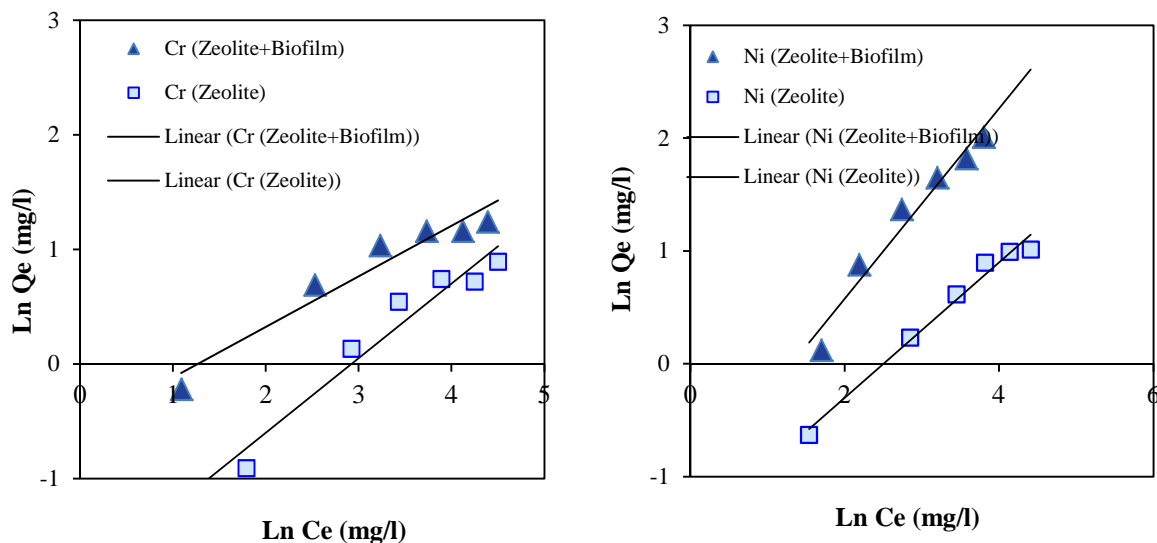 3
2
1
0
-1
0
1
2
3
4
5
Cr (Zeolite+Biofilm)
Cr (Zeolite)
Linear (Cr (Zeolite+Biofilm))
Linear (Cr (Zeolite))
Ln Qe (mg/l)
Ln Ce (mg/l)
3
2
1
0
-1
0
2
4
6
Ni (Zeolite+Biofilm)
Ni (Zeolite)
Linear (Ni (Zeolite+Biofilm))
Linear (Ni (Zeolite))
Ln Qe (mg/l)
Ln Ce (mg/l)